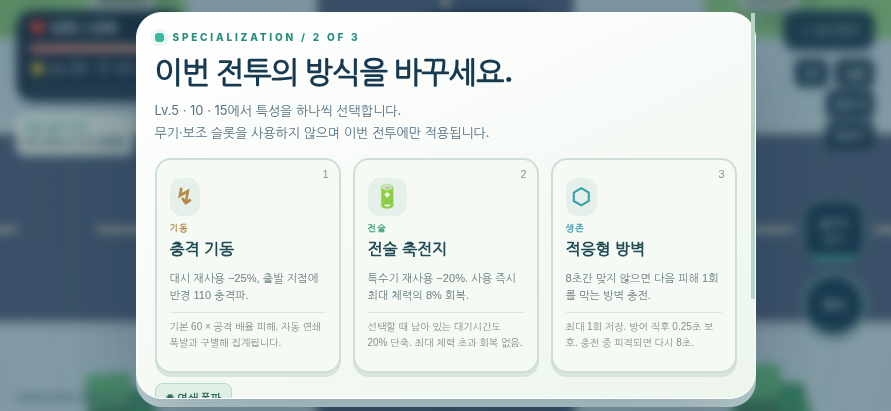 SPECIALIZATION / 2 OF 3
이번 전투의 방식을 바꾸세요.
Lv.5 · 10 · 15에서 특성을 하나씩 선택합니다.
무기·보조 슬롯을 사용하지 않으며 이번 전투에만 적용됩니다.
1
기동
충격 기동
대시 재사용 −25%, 출발 지점에
반경 110 충격파.
기본 60 × 공격 배율 피해. 자동 연쇄
폭발과 구별해 집계됩니다.
2
전술
전술 축전지
특수기 재사용 −20%. 사용 즉시
최대 체력의 8% 회복.
선택할 때 남아 있는 대기시간도
20% 단축. 최대 체력 초과 회복 없음.
3
생존
적응형 방벽
8초간 맞지 않으면 다음 피해 1회
를 막는 방벽 충전.
최대 1회 저장. 방어 직후 0.25초 보
호. 충전 중 피격되면 다시 8초.
연쇄 폭파